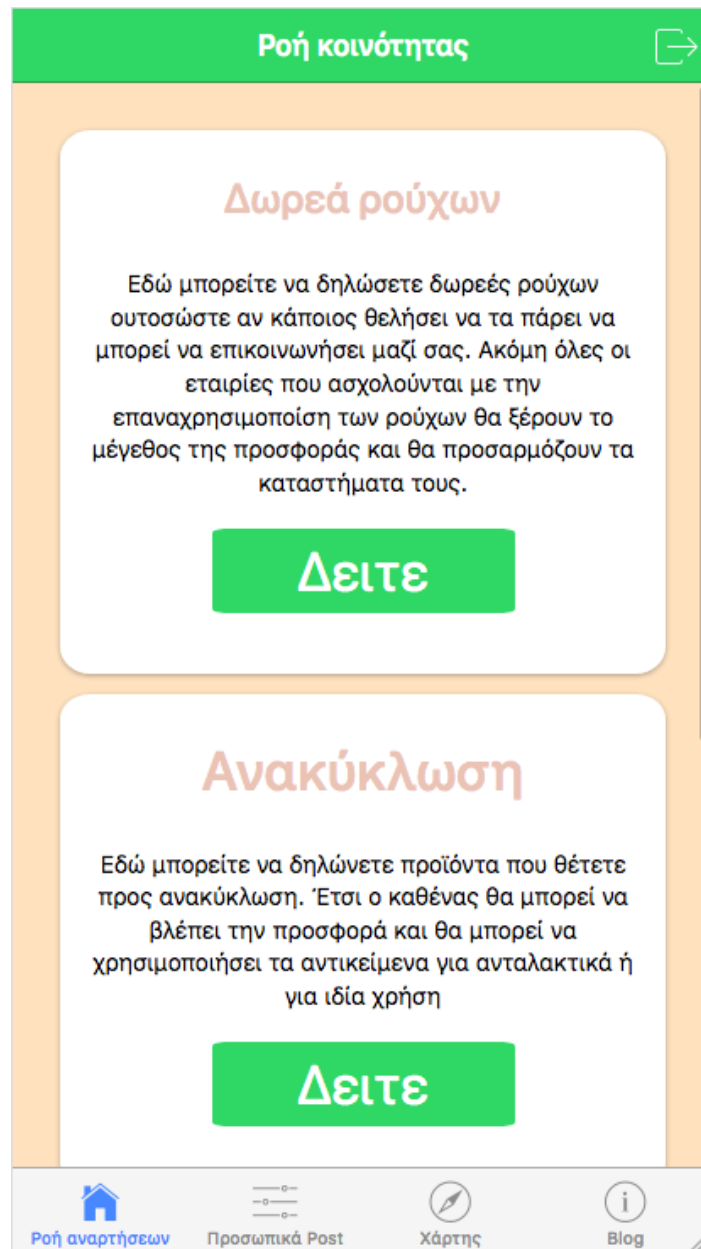 Ροή κοινότητας
Δωρεά ρούχων
Εδώ μπορείτε να δηλώσετε δωρεές ρούχων
ουτοσώστε αν κάποιος θελήσει να τα πάρει να
μπορεί να επικοινωνήσει μαζί σας. Ακόμη όλες οι
εταιρίες που ασχολούνται με την
επαναχρησιμοποίση των ρούχων θα ξέρουν το
μέγεθος της προσφοράς και θα προσαρμόζουν τα
καταστήματα τους.
Δειτε
Ανακύκλωση
Εδώ μπορείτε να δηλώνετε προϊόντα που θέτετε
προς ανακύκλωση. Έτσι ο καθένας θα μπορεί να
βλέπει την προσφορά και θα μπορεί να
χρησιμοποιήσει τα αντικείμενα για ανταλακτικά ή
για ιδία χρήση
Δειτε
Ροή αναρτήσεων Προσωπικά Post Χάρτης Blog